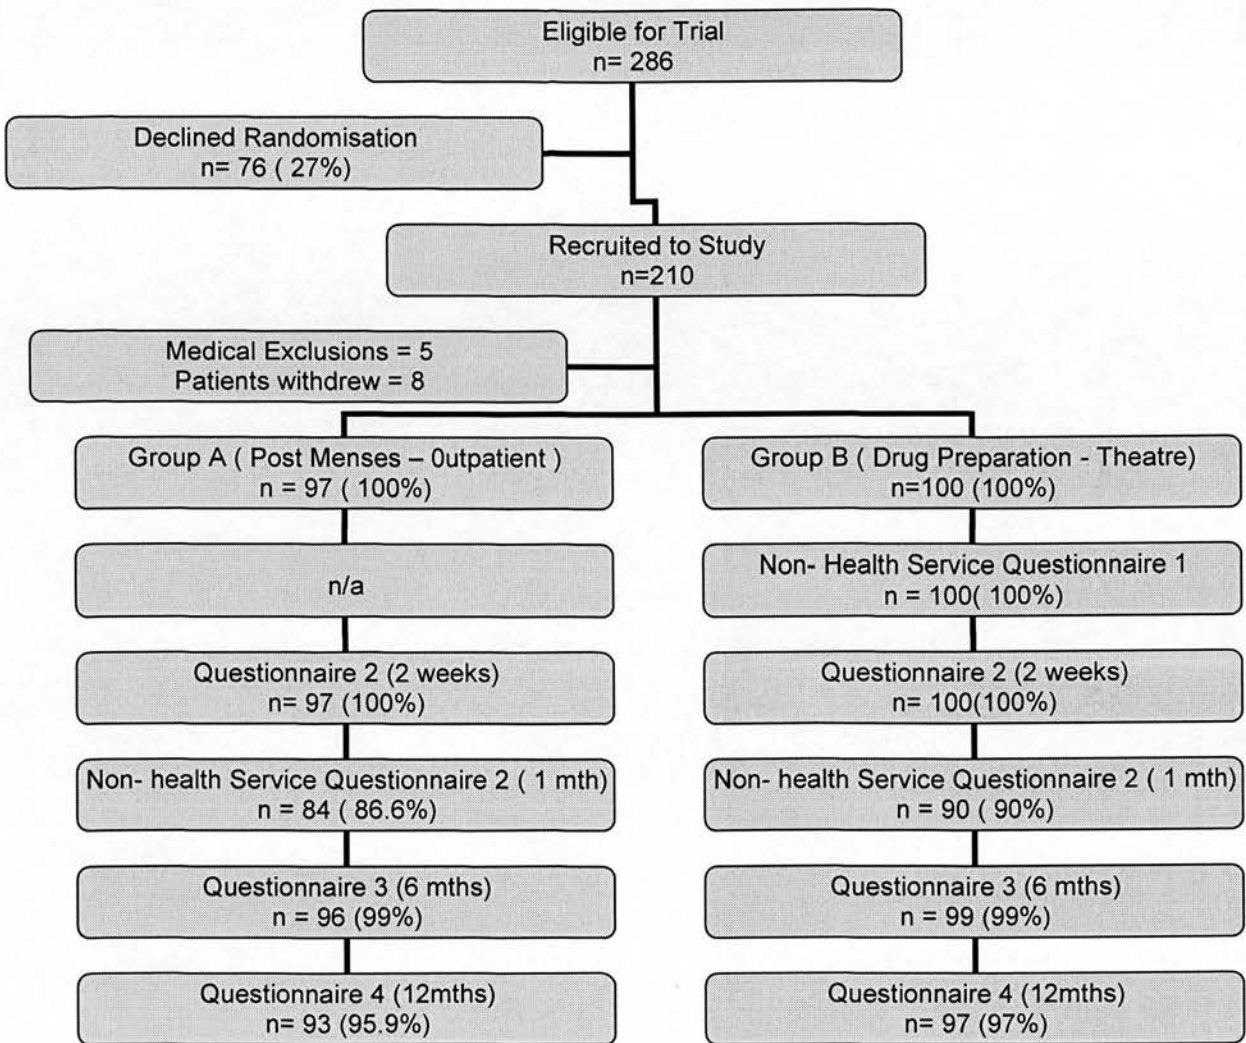 Eligible for Trial
n= 286
Declined Randomisation
n= 76 ( 27%)
Recruited to Study
n=210
Medical Exclusions = 5
Patients withdrew = 8
Group A ( Post Menses – 0utpatient )
n = 97 ( 100%)
Group B ( Drug Preparation - Theatre)
n=100 (100%)
n/a
Non- Health Service Questionnaire 1
n = 100( 100%)
Questionnaire 2 (2 weeks)
n= 97 (100%)
Questionnaire 2 (2 weeks)
n= 100(100%)
Non- health Service Questionnaire 2 ( 1 mth)
n = 84 ( 86.6%)
Non- health Service Questionnaire 2 ( 1 mth)
n = 90 ( 90%)
Questionnaire 3 (6 mths)
n = 96 (99%)
Questionnaire 3 (6 mths)
n = 99 (99%)
Questionnaire 4 (12mths)
n= 93 (95.9%)
Questionnaire 4 (12mths)
n= 97 (97%)